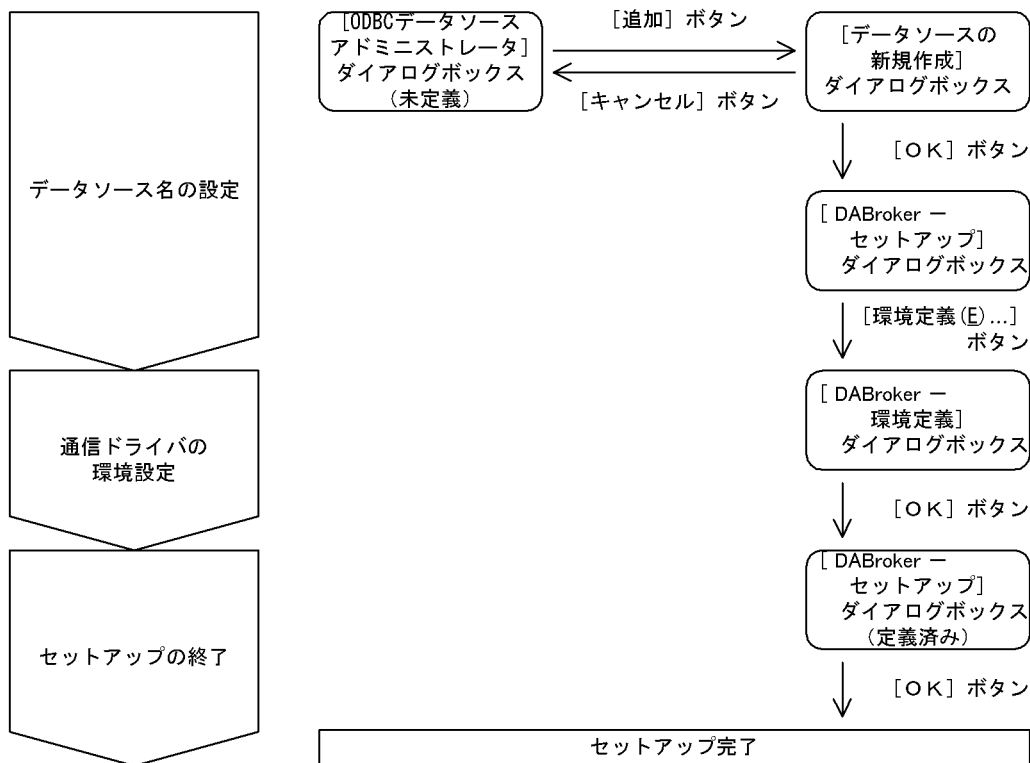 [ODBCデータソース
アドミニストレータ]
ダイアログボックス
(未定義)
[追加] ボタン
[キャンセル] ボタン
[データソースの
新規作成]
ダイアログボックス
[OK] ボタン
データソース名の設定
[DABroker －
セットアップ]
ダイアログボックス
[環境定義(E)...]
ボタン
通信ドライバの
環境設定
[DABroker －
環境定義]
ダイアログボックス
[OK] ボタン
セットアップの終了
[DABroker －
セットアップ]
ダイアログボックス
(定義済み)
[OK] ボタン
セットアップ完了